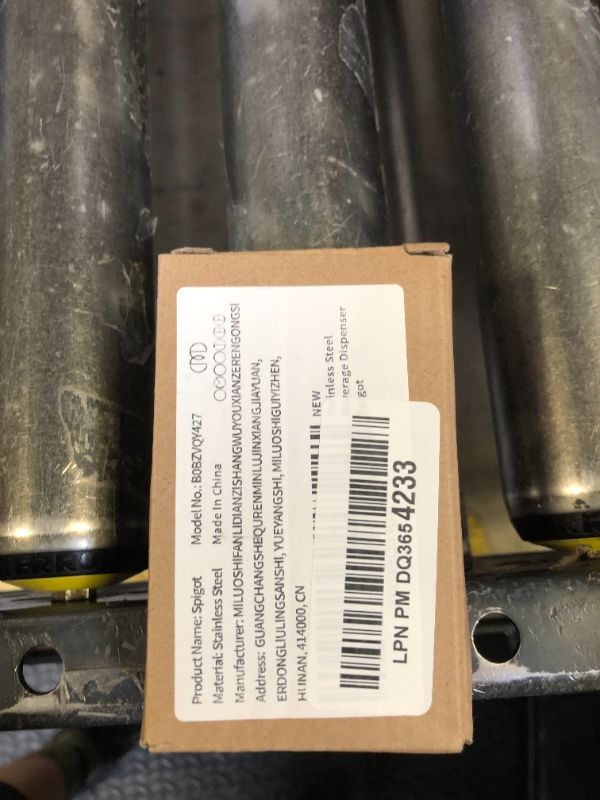 Product Name: Spigot Model No.: B0BZVQY427
Material: Stainless Steel Made In China
Manufacturer: MILUOSHIFANLIDIANZISHANGWUYOUXIANZERENGONGSI
Address: GUANGCHANGSHEQURENMINLUJINXIANGJIAYUAN,
ERDONGLIULINGSANSHI, YUEYANGSHI, MILUOSHIGUIYIZHEN,
HUNAN, 414000, CN
NEW
inless Steel
erage Dispenser
got
LPN PM DQ3654233